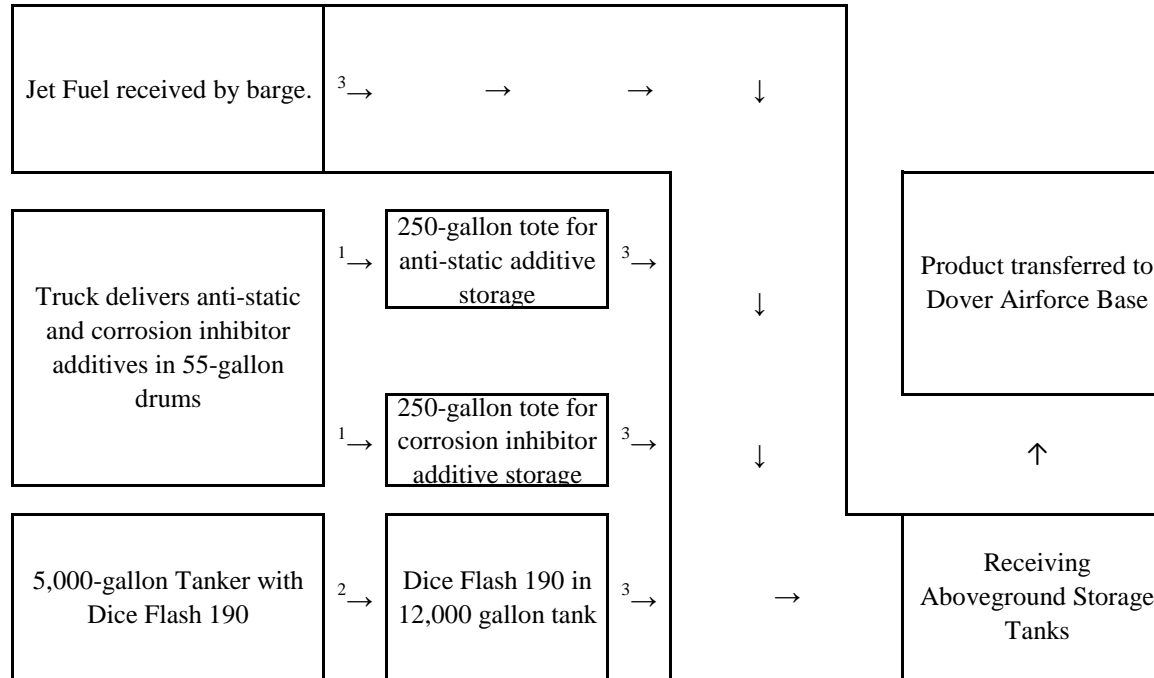 Jet Fuel received by barge.
3→ → → ↓
Truck delivers anti-static
and corrosion inhibitor
additives in 55-gallon
drums
1→
250-gallon tote for
anti-static additive
storage
3→
↓
1→
250-gallon tote for
corrosion inhibitor
additive storage
3→
↓
Product transferred to
Dover Airforce Base
↑
5,000-gallon Tanker with
Dice Flash 190
2→
Dice Flash 190 in
12,000 gallon tank
3→
→
Receiving
Aboveground Storage
Tanks